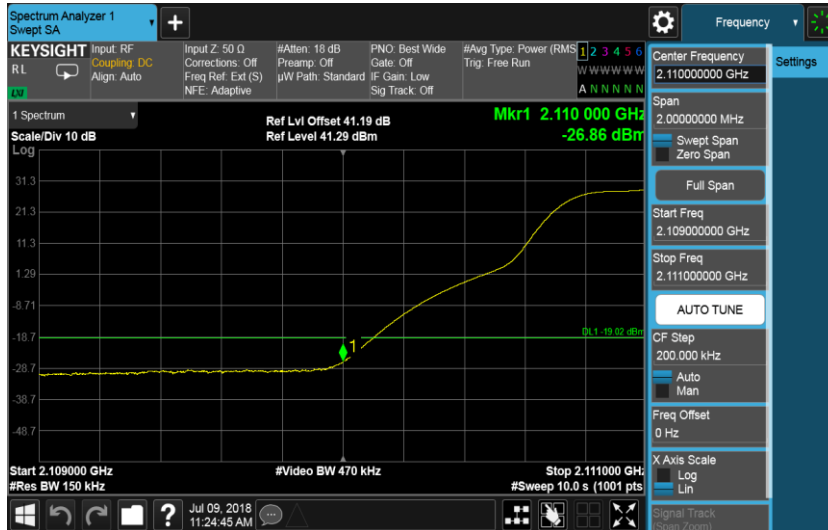 Spectrum Analyzer 1
Swept SA
Frequency
KEYSIGHT
RL
Input: RF
Coupling: DC
Align: Auto
Input Z: 50 Ω
Corrections: Off
Freq Ref: Ext (S)
NFE: Adaptive
#Atten: 18 dB
Preamp: Off
µW Path: Standard
PNO: Best Wide
Gate: Off
IF Gain: Low
Sig Track: Off
#Avg Type: Power (RMS
Trig: Free Run
1 2 3 4 5 6
W W W W W W
A N N N N N
1 Spectrum
Scale/Div 10 dB
Log
Ref Lvl Offset 41.19 dB
Ref Level 41.29 dBm
Mkr1 2.110 000 GHz
-26.86 dBm
31.3
21.3
11.3
1.29
-8.71
-18.7
-28.7
-38.7
-48.7
DL1 -19.02 dBm
1
Start 2.109000 GHz
#Res BW 150 kHz
#Video BW 470 kHz
Stop 2.111000 GHz
#Sweep 10.0 s (1001 pts
Jul 09, 2018
11:24:45 AM
Center Frequency
2.110000000 GHz
Span
2.00000000 MHz
Swept Span
Zero Span
Full Span
Start Freq
2.109000000 GHz
Stop Freq
2.111000000 GHz
AUTO TUNE
CF Step
200.000 kHz
Auto
Man
Freq Offset
0 Hz
X Axis Scale
Log
Lin
Signal Track
(Span Zoom)
Settings